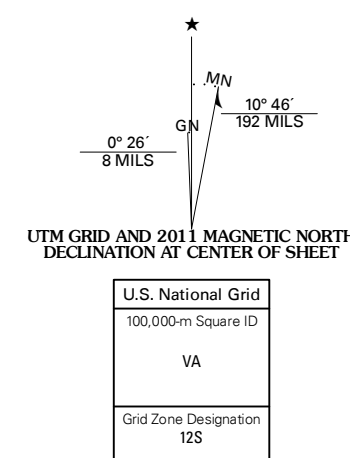 ★
MN
GN
10° 46´
192 MILS
0° 26´
8 MILS
UTM GRID AND 2011 MAGNETIC NORTH
DECLINATION AT CENTER OF SHEET
U.S. National Grid
100,000-m Square ID
VA
Grid Zone Designation
12S